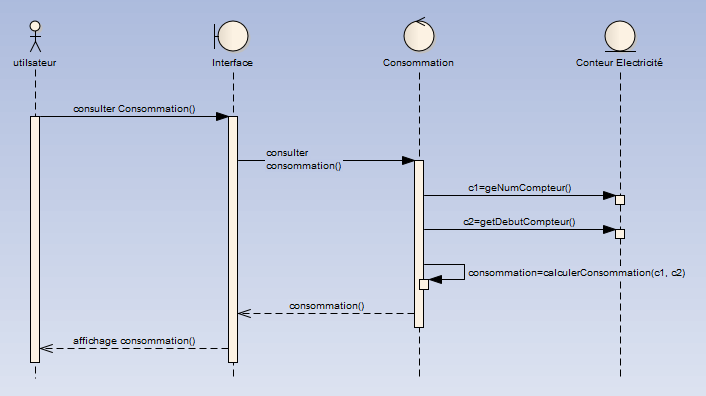 utilsateur
Interface
Consommation
Conteur Electricité
consulter Consommation()
consulter
consommation()
c1=geNumCompteur()
c2=getDebutCompteur()
consommation=calculerConsommation(c1, c2)
consommation()
affichage consommation()